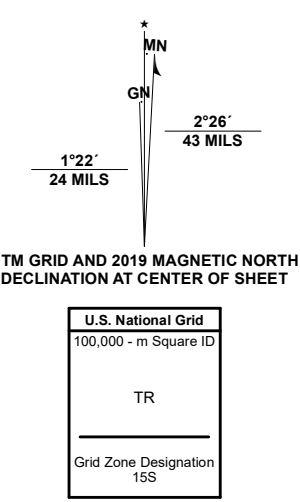 ★
MN
GN
2°26´
43 MILS
1°22´
24 MILS
TM GRID AND 2019 MAGNETIC NORTH
DECLINATION AT CENTER OF SHEET
U.S. National Grid
100,000 - m Square ID
TR
Grid Zone Designation
15S